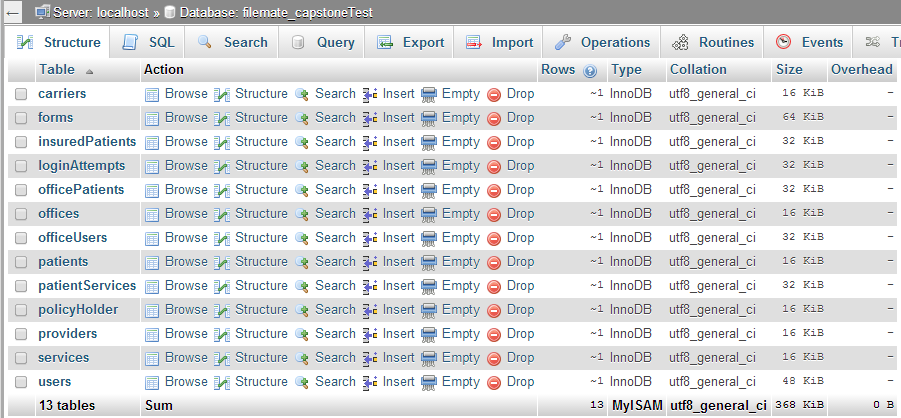 Server: localhost » Database: filemate_capstoneTest
Structure SQL Search Query Export Import Operations Routines Events
Table Action Rows Type Collation Size Overhead
carriers Browse Structure Search Insert Empty Drop ~1 InnoDB utf8_general_ci 16 KiB -
forms Browse Structure Search Insert Empty Drop ~1 InnoDB utf8_general_ci 64 KiB -
insuredPatients Browse Structure Search Insert Empty Drop ~1 InnoDB utf8_general_ci 32 KiB -
loginAttempts Browse Structure Search Insert Empty Drop ~1 InnoDB utf8_general_ci 32 KiB -
officePatients Browse Structure Search Insert Empty Drop ~1 InnoDB utf8_general_ci 32 KiB -
offices Browse Structure Search Insert Empty Drop ~1 InnoDB utf8_general_ci 16 KiB -
officeUsers Browse Structure Search Insert Empty Drop ~1 InnoDB utf8_general_ci 32 KiB -
patients Browse Structure Search Insert Empty Drop ~1 InnoDB utf8_general_ci 16 KiB -
patientServices Browse Structure Search Insert Empty Drop ~1 InnoDB utf8_general_ci 32 KiB -
policyHolder Browse Structure Search Insert Empty Drop ~1 InnoDB utf8_general_ci 16 KiB -
providers Browse Structure Search Insert Empty Drop ~1 InnoDB utf8_general_ci 16 KiB -
services Browse Structure Search Insert Empty Drop ~1 InnoDB utf8_general_ci 16 KiB -
users Browse Structure Search Insert Empty Drop ~1 InnoDB utf8_general_ci 48 KiB -
13 tables Sum 13 MyISAM utf8_general_ci 368 KiB 0 B